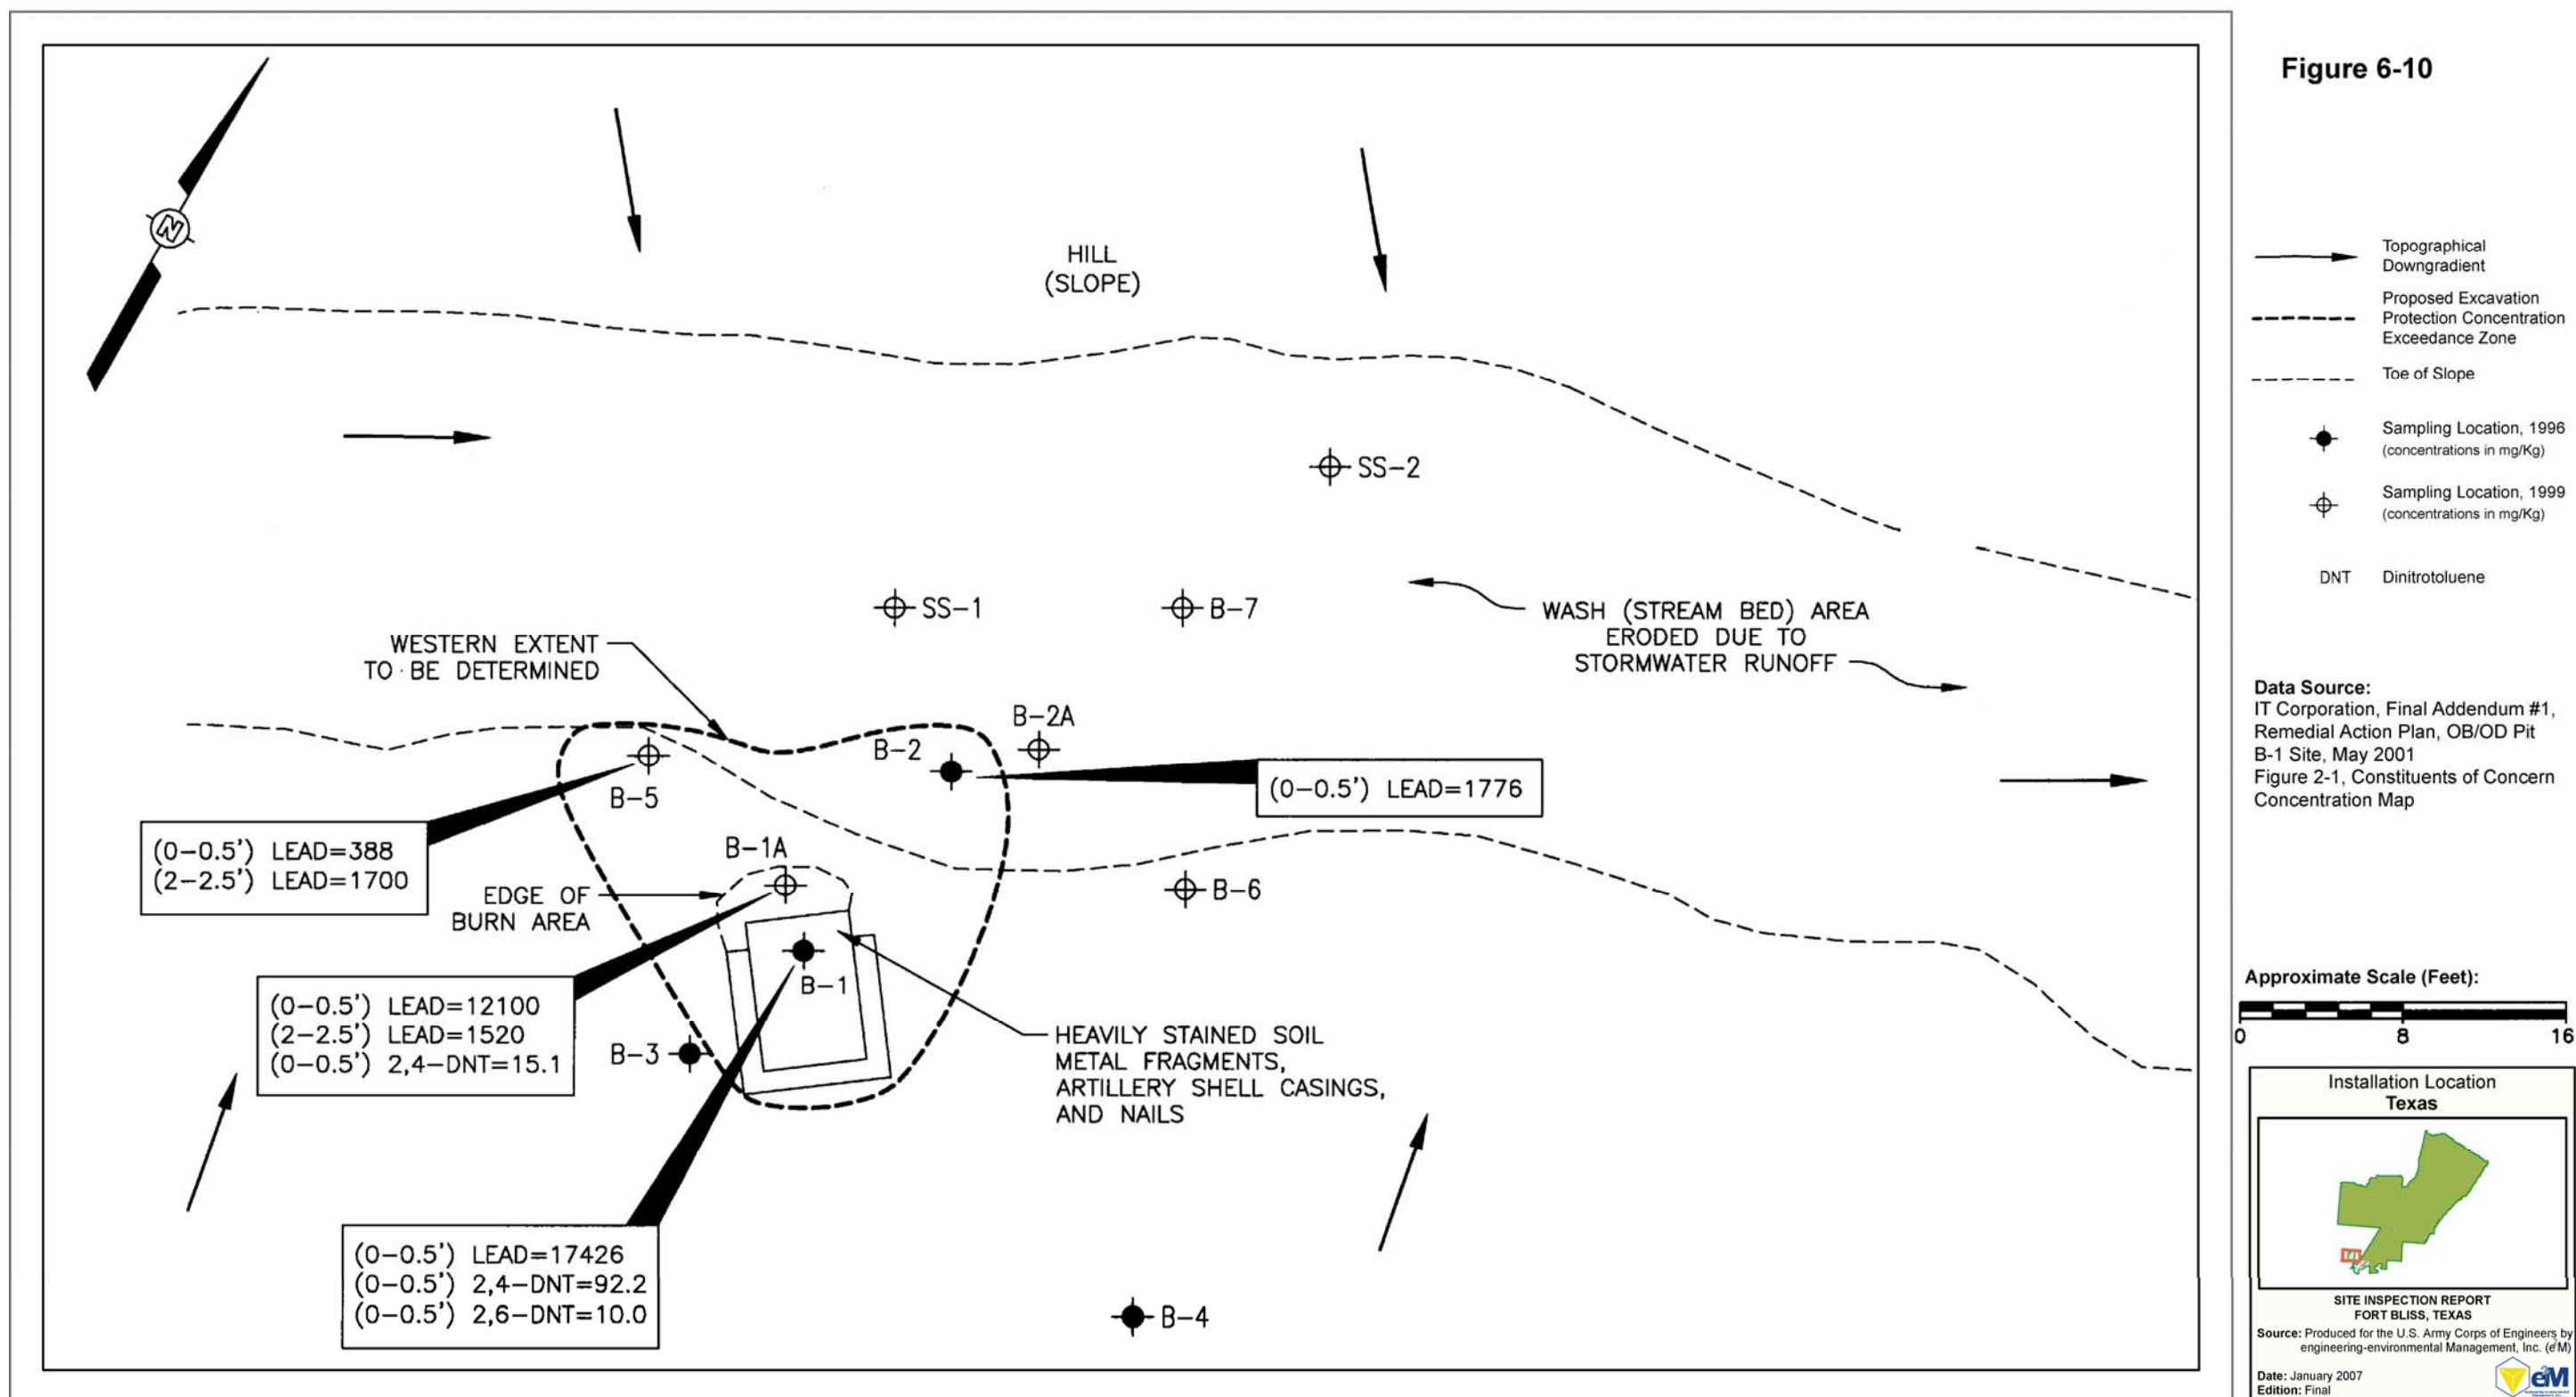 Figure 6-10
N
HILL
(SLOPE)
SS-2
SS-1
B-7
WASH (STREAM BED) AREA
ERODED DUE TO
STORMWATER RUNOFF
WESTERN EXTENT
TO BE DETERMINED
B-2A
B-2
(0-0.5') LEAD=1776
B-5
(0-0.5') LEAD=388
(2-2.5') LEAD=1700
B-1A
EDGE OF
BURN AREA
B-6
B-1
(0-0.5') LEAD=12100
(2-2.5') LEAD=1520
(0-0.5') 2,4-DNT=15.1
B-3
HEAVILY STAINED SOIL
METAL FRAGMENTS,
ARTILLERY SHELL CASINGS,
AND NAILS
(0-0.5') LEAD=17426
(0-0.5') 2,4-DNT=92.2
(0-0.5') 2,6-DNT=10.0
B-4
Topographical
Downgradient
Proposed Excavation
Protection Concentration
Exceedance Zone
Toe of Slope
Sampling Location, 1996
(concentrations in mg/Kg)
Sampling Location, 1999
(concentrations in mg/Kg)
DNT Dinitrotoluene
Data Source:
IT Corporation, Final Addendum #1,
Remedial Action Plan, OB/OD Pit
B-1 Site, May 2001
Figure 2-1, Constituents of Concern
Concentration Map
Approximate Scale (Feet):
0 8 16
Installation Location
Texas
SITE INSPECTION REPORT
FORT BLISS, TEXAS
Source: Produced for the U.S. Army Corps of Engineers by
engineering-environmental Management, Inc. (e²M)
Date: January 2007
Edition: Final
e²M